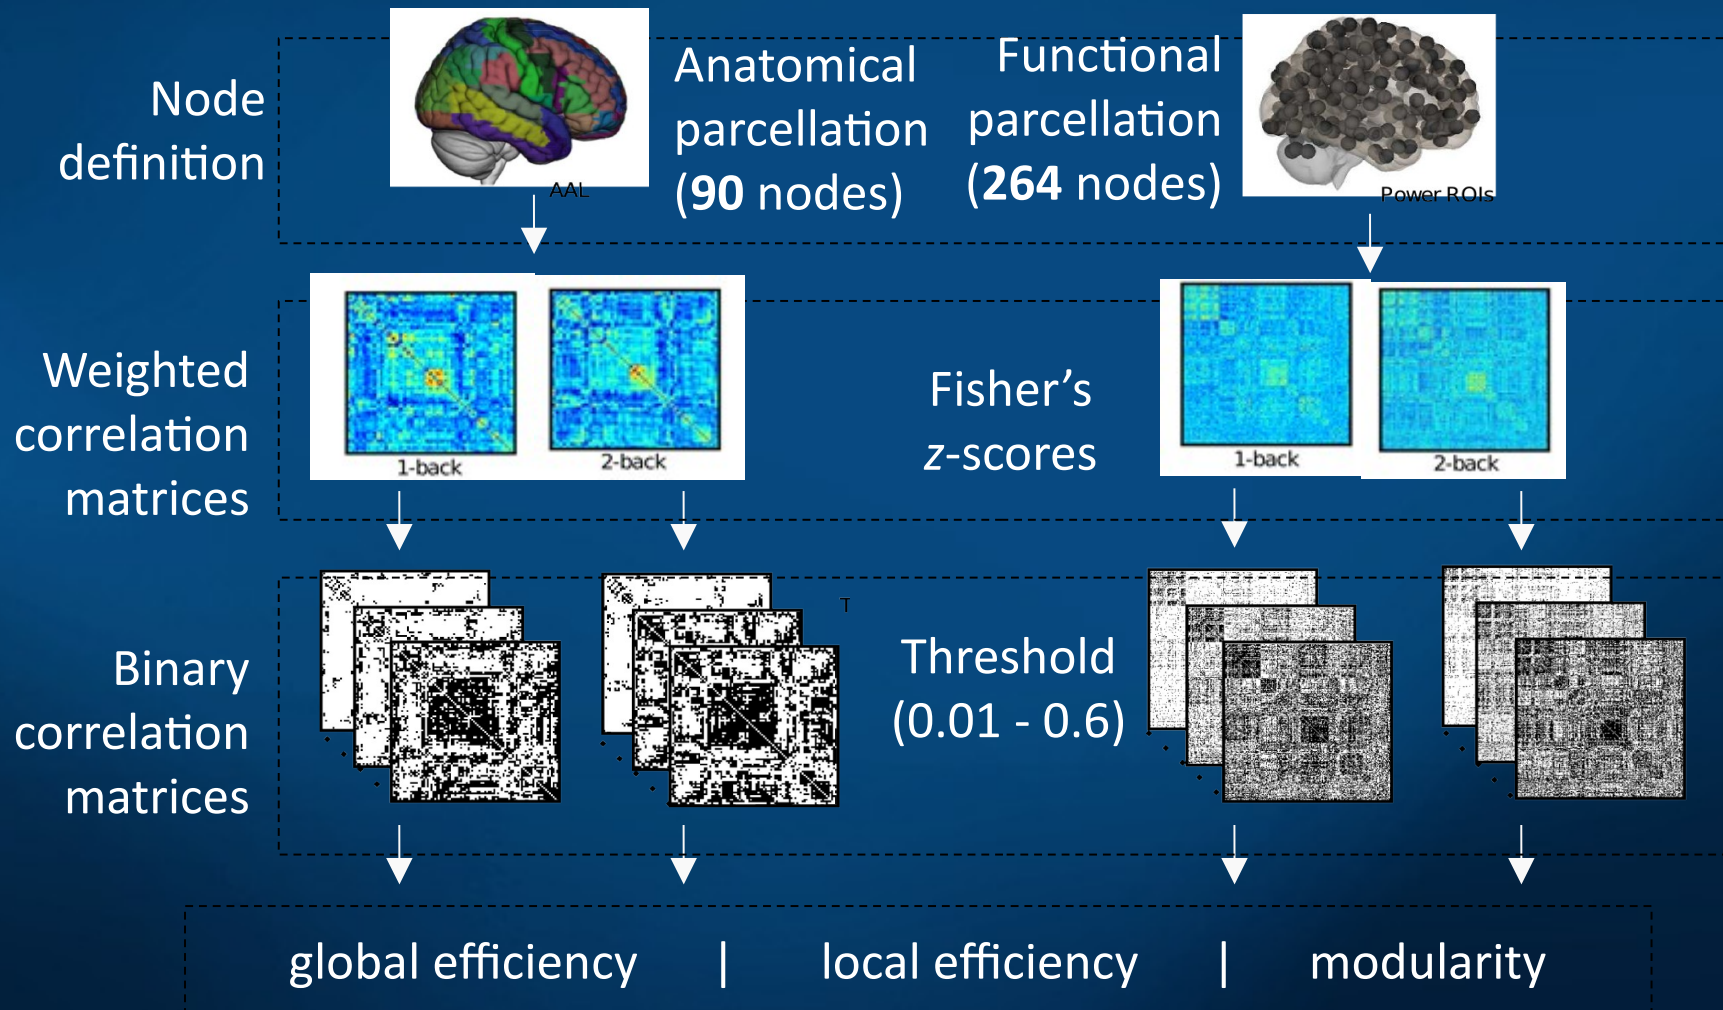 Node
definition
AAL
Anatomical
parcellation
(90 nodes)
Functional
parcellation
(264 nodes)
Power ROIs
Weighted
correlation
matrices
1-back
2-back
Fisher’s
z-scores
1-back
2-back
Binary
correlation
matrices
T
Threshold
(0.01 - 0.6)
global efficiency | local efficiency | modularity